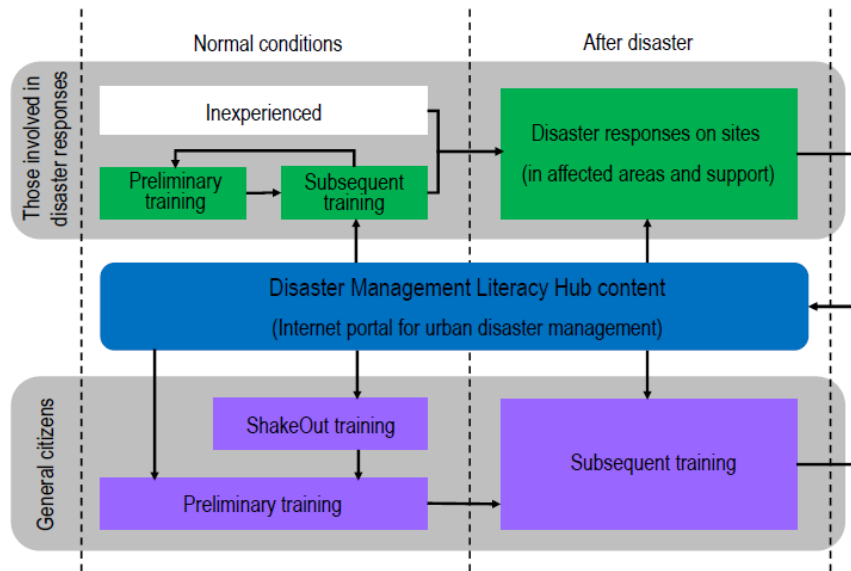 Normal conditions
After disaster
Those involved in
disaster responses
Inexperienced
Preliminary
training
Subsequent
training
Disaster responses on sites
(in affected areas and support)
Disaster Management Literacy Hub content
(Internet portal for urban disaster management)
General citizens
ShakeOut training
Preliminary training
Subsequent training